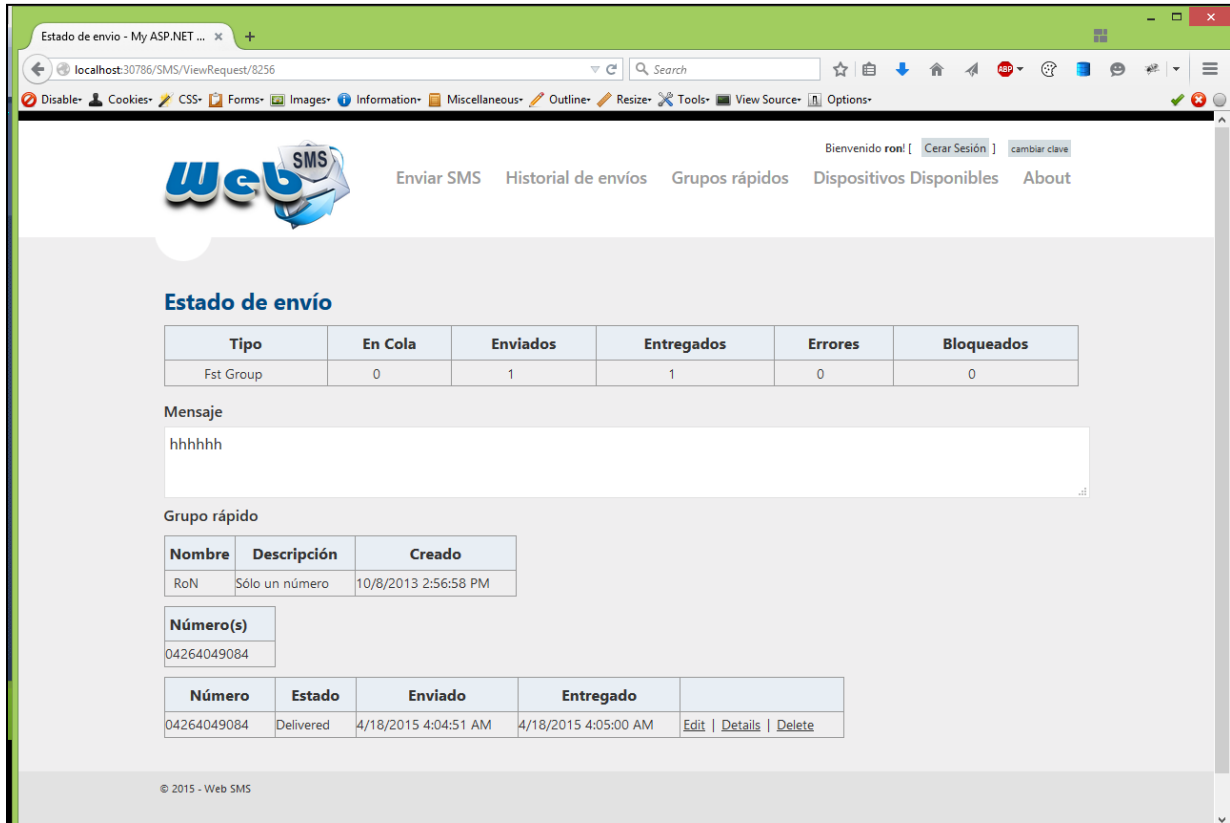 Estado de envio - My ASP.NET ...
localhost:30786/SMS/ViewRequest/8256
Search
ABP
Disable Cookies CSS Forms Images Information Miscellaneous Outline Resize Tools View Source Options
Bienvenido ron! [ Cerar Sesión ] cambiar clave
Web SMS
Enviar SMS Historial de envíos Grupos rápidos Dispositivos Disponibles About
Estado de envío
Tipo En Cola Enviados Entregados Errores Bloqueados
Fst Group 0 1 1 0 0
Mensaje
hhhhhh
Grupo rápido
Nombre Descripción Creado
RoN Sólo un número 10/8/2013 2:56:58 PM
Número(s)
04264049084
Número Estado Enviado Entregado
04264049084 Delivered 4/18/2015 4:04:51 AM 4/18/2015 4:05:00 AM Edit | Details | Delete
© 2015 - Web SMS